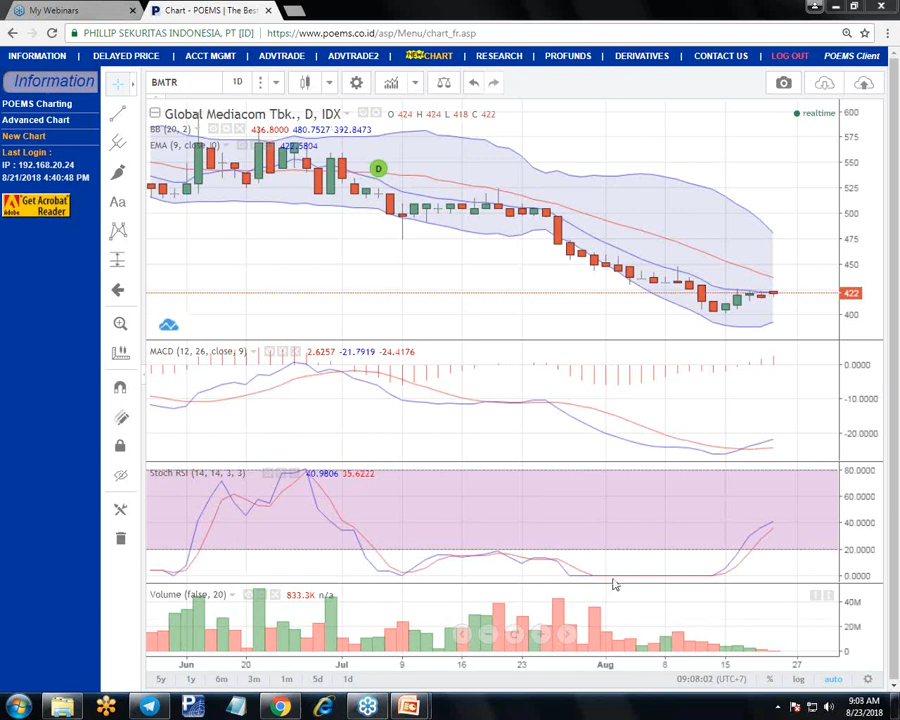 My Webinars
Chart - POEMS | The Bes
PHILLIP SEKURITAS INDONESIA. PT [ID]
https://www.poems.co.id/asp/Menu/chart_fr.asp
INFORMATION DELAYED PRICE ACCT MGMT ADVTRADE ADVTRADE2 NEW CHART RESEARCH PROFUNDS DERIVATIVES CONTACT US LOG OUT POEMS Client
Information
POEMS Charting
Advanced Chart
New Chart
Last Login :
IP : 192.168.20.24
8/21/2018 4:40:48 PM
Get Acrobat
Reader
Adobe
BMTR 1D
Global Mediacom Tbk., D, IDX O 424 H 424 L 418 C 422
realtime
BB (20, 2) 436.8000 480.7527 392.8473
EMA (9, close, 0)
D
600
575
550
525
500
475
450
422
400
MACD (12, 26, close, 9) 2.6257 -21.7919 -24.4176
0.0000
-10.0000
-20.0000
Stoch RSI (14, 14, 3, 3) 40.9806 35.6222
80.0000
60.0000
40.0000
20.0000
0.0000
Volume (false, 20) 833.3K n/a
40M
20M
0
Jun 20 Jul 9 16 23 Aug 8 15 27
5y 1y 6m 3m 1m 5d 1d 09:08:02 (UTC+7) % log auto
9:03 AM
8/23/2018